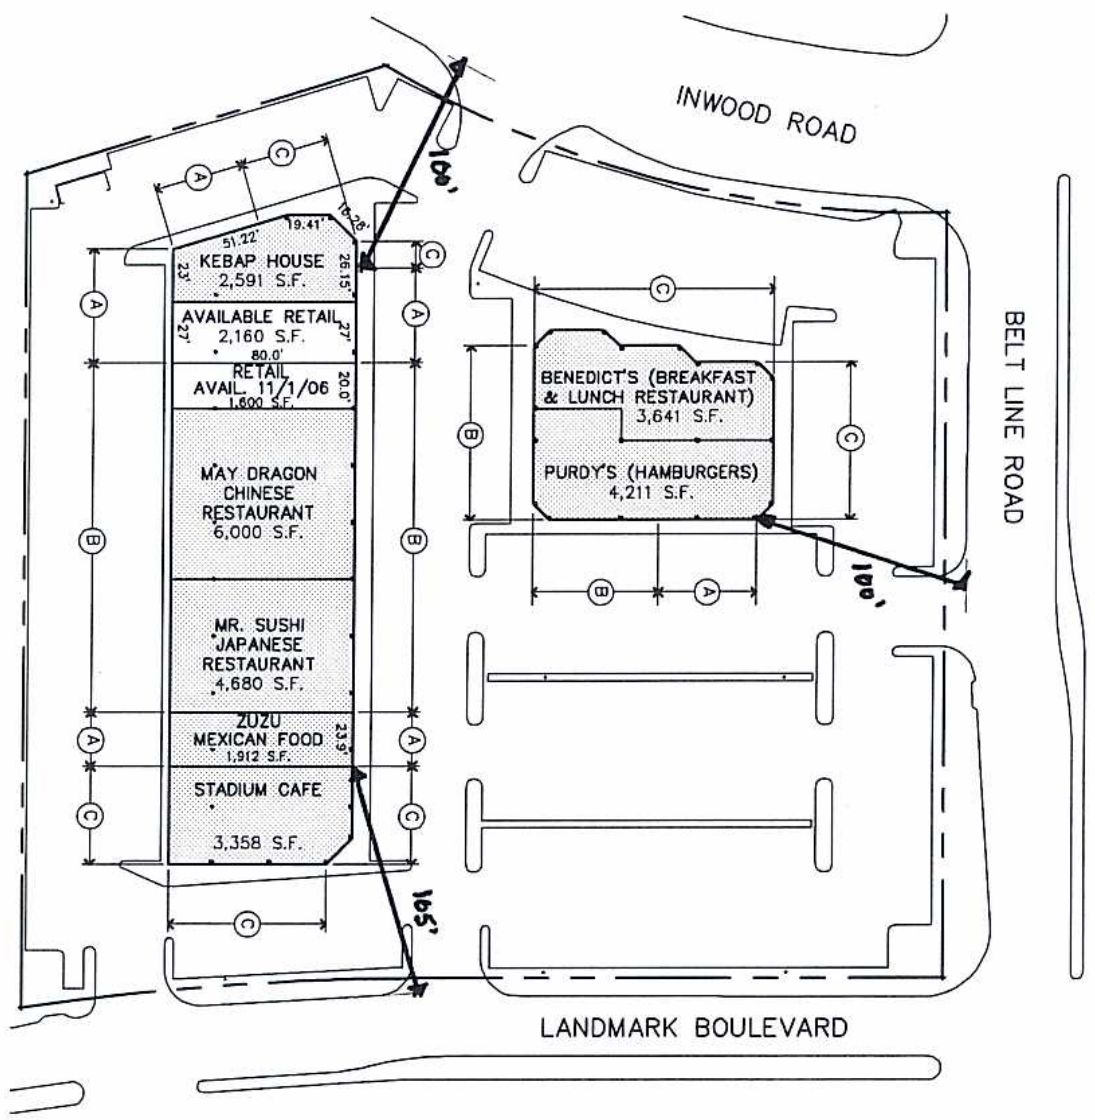 INWOOD ROAD
100'
C
A
18.28'
19.41'
51.22'
C
KEBAP HOUSE
2,591 S.F.
23'
26.15'
C
A
A
AVAILABLE RETAIL
2,160 S.F.
27'
27'
80.0'
RETAIL
AVAIL. 11/1/06
1,600 S.F.
20.0'
BENEDICT'S (BREAKFAST
& LUNCH RESTAURANT)
3,641 S.F.
B
C
BELT LINE ROAD
MAY DRAGON
CHINESE
RESTAURANT
6,000 S.F.
PURDY'S (HAMBURGERS)
4,211 S.F.
B
B
100'
B
A
MR. SUSHI
JAPANESE
RESTAURANT
4,680 S.F.
ZUZU
MEXICAN FOOD
1,912 S.F.
23.9'
A
A
STADIUM CAFE
3,358 S.F.
C
C
105'
C
LANDMARK BOULEVARD